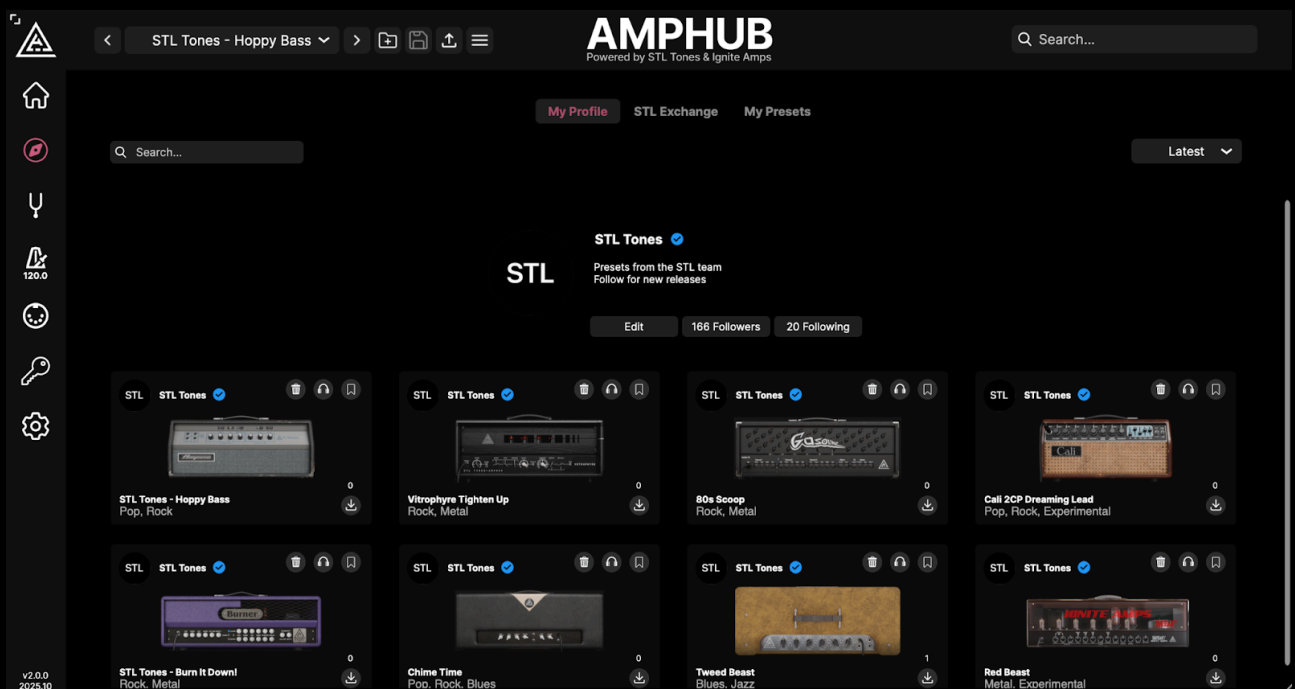 STL Tones - Hoppy Bass
AMPHUB
Powered by STL Tones & Ignite Amps
Search...
My Profile
STL Exchange
My Presets
Search...
Latest
120.0
STL
STL Tones
Presets from the STL team
Follow for new releases
Edit
166 Followers
20 Following
STL
STL Tones
0
STL Tones - Hoppy Bass
Pop, Rock
STL
STL Tones
0
Vitrophyre Tighten Up
Rock, Metal
STL
STL Tones
Gasoline
0
80s Scoop
Rock, Metal
STL
STL Tones
Cali
0
Cali 2CP Dreaming Lead
Pop, Rock, Experimental
STL
STL Tones
Burner
0
STL Tones - Burn It Down!
Rock, Metal
STL
STL Tones
0
Chime Time
Pop, Rock, Blues
STL
STL Tones
1
Tweed Beast
Blues, Jazz
STL
STL Tones
IGNITE AMPS
0
Red Beast
Metal, Experimental
v2.0.0
2025.10